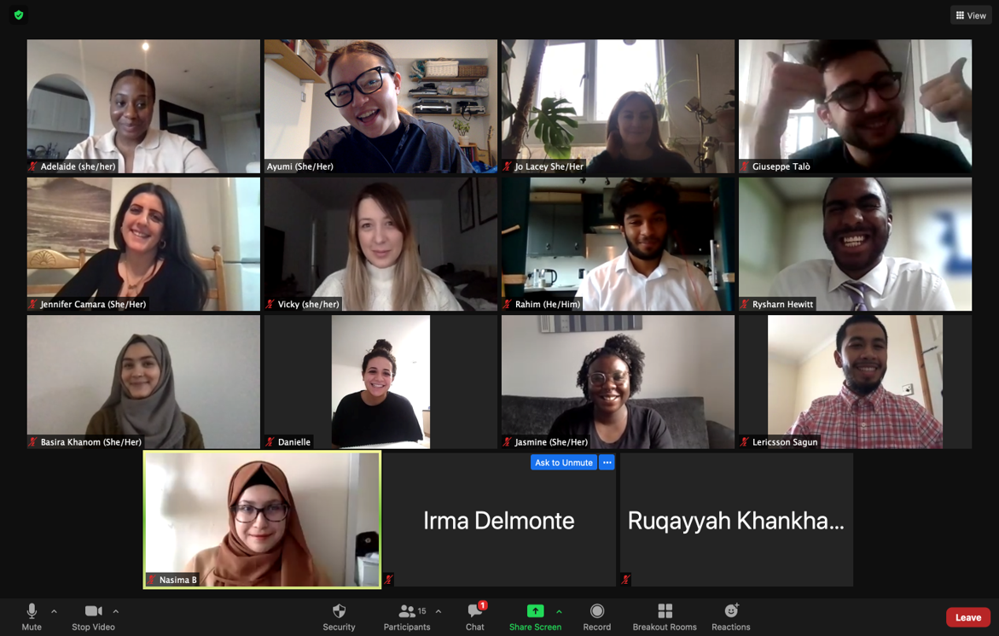 View
Adelaide (she/her)
Ayumi (She/Her)
Jo Lacey She/Her
Giuseppe Talò
Jennifer Camara (She/Her)
Vicky (she/her)
Rahim (He/Him)
Rysharn Hewitt
Basira Khanom (She/Her)
Danielle
Jasmine (She/Her)
Lericsson Sagun
Nasima B
Ask to Unmute
Irma Delmonte
Ruqayyah Khankha...
Mute
Stop Video
Security
15
Participants
1
Chat
Share Screen
Record
Breakout Rooms
Reactions
Leave